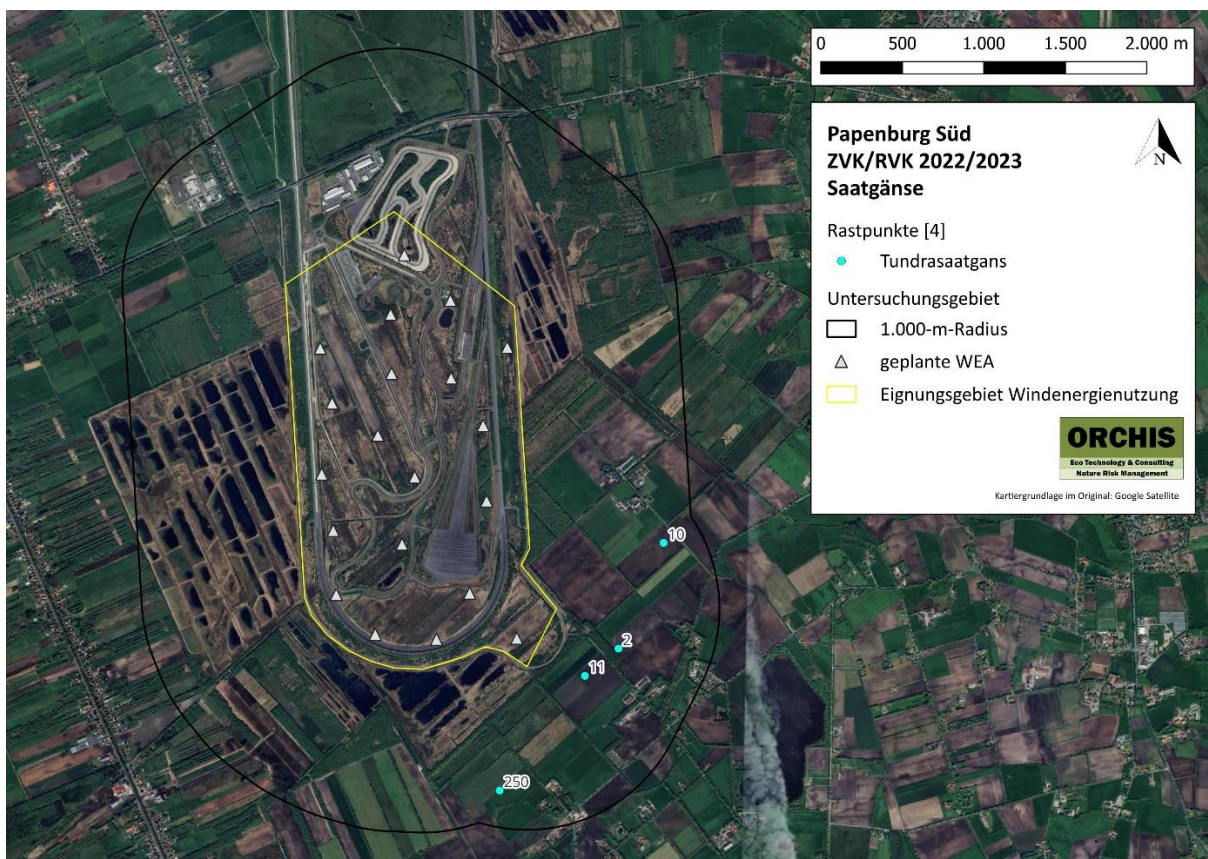 0 500 1.000 1.500 2.000 m
Papenburg Süd
ZVK/RVK 2022/2023
Saatgänse
N
Rastpunkte [4]
Tundrasaatgans
Untersuchungsgebiet
1.000-m-Radius
geplante WEA
Eignungsgebiet Windenergienutzung
ORCHIS
Eco Technology & Consulting
Nature Risk Management
Kartiergrundlage im Original: Google Satellite
10
2
11
250